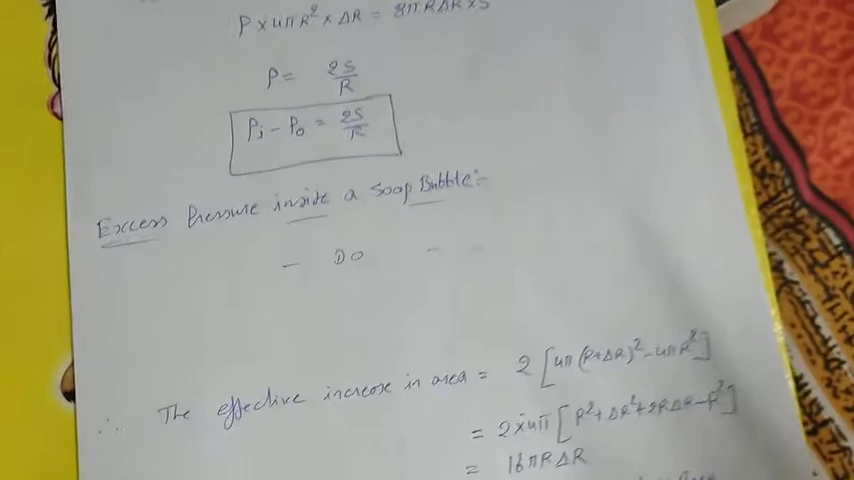 P × 4πR² × ΔR = 8πRΔR × S
P = 2S/R
Pi - Po = 2S/R
Excess Pressure inside a Soap Bubble:-
- DO -
∴ The effective increase in area = 2[4π(R+ΔR)² - 4πR²]
= 2×4π[R²+ΔR²+2RΔR-R²]
= 16πRΔR